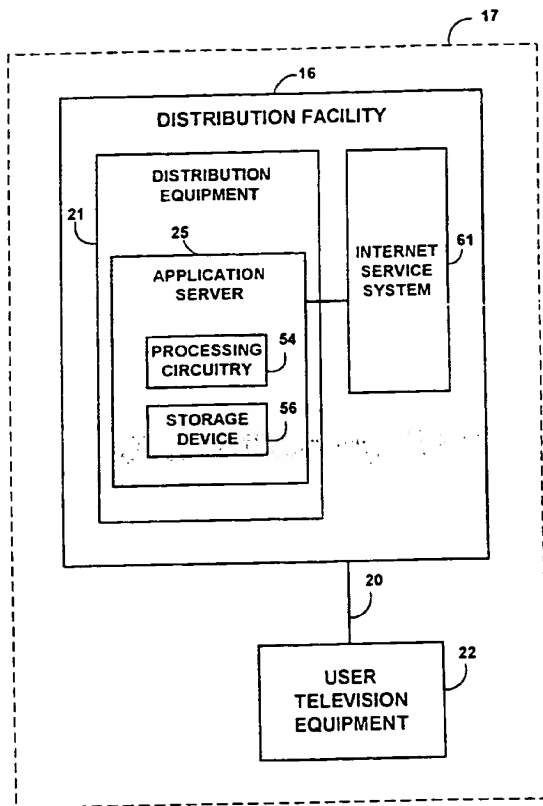 17
16
DISTRIBUTION FACILITY
DISTRIBUTION
EQUIPMENT
21
25
APPLICATION
SERVER
INTERNET
SERVICE
SYSTEM
61
PROCESSING
CIRCUITRY
54
STORAGE
DEVICE
56
20
USER
TELEVISION
EQUIPMENT
22